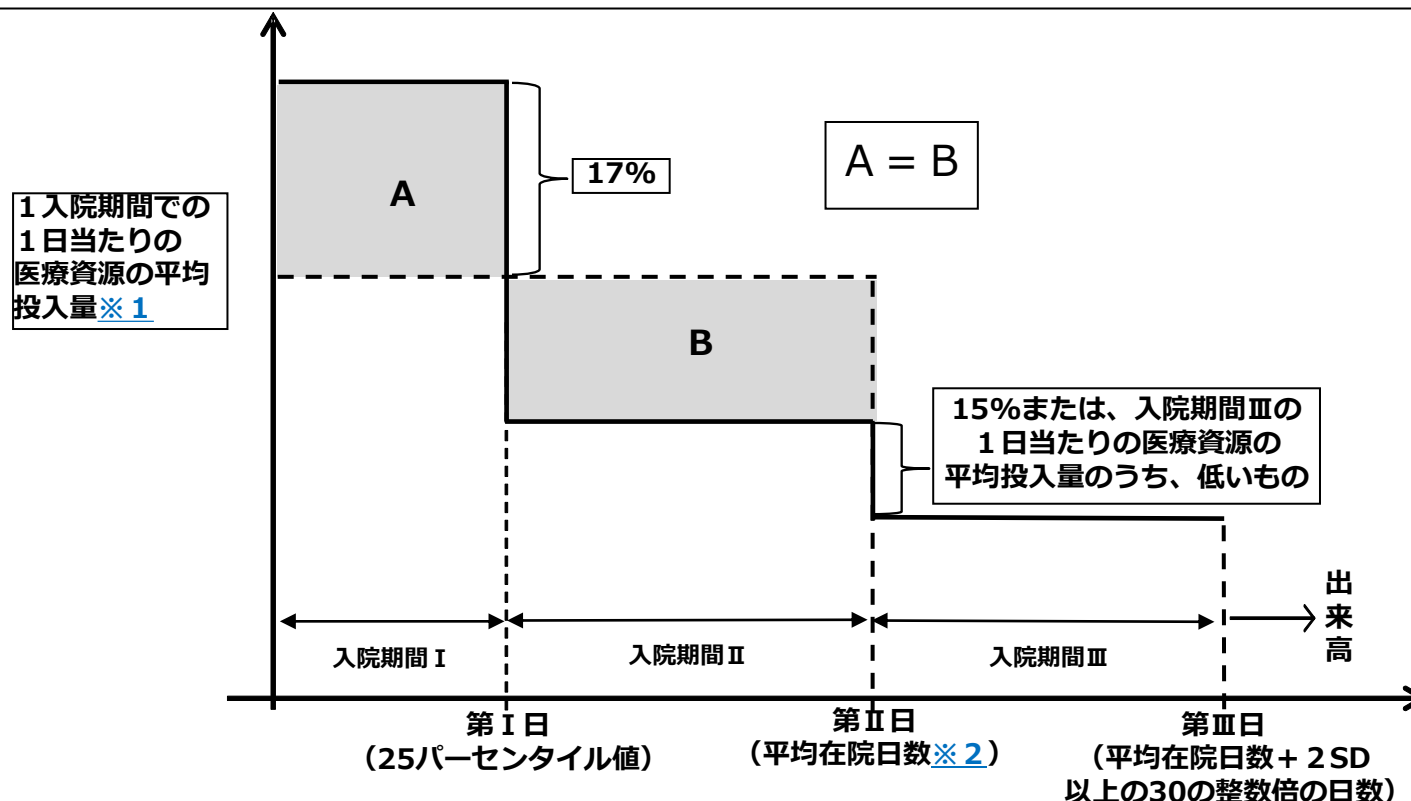 A = B
17%
A
１入院期間での
１日当たりの
医療資源の平均
投入量※１
B
15%または、入院期間Ⅲの
１日当たりの医療資源の
平均投入量のうち、低いもの
出
来
高
入院期間Ⅰ
入院期間Ⅱ
入院期間Ⅲ
第Ⅰ日
（25パーセンタイル値）
第Ⅱ日
（平均在院日数※２）
第Ⅲ日
（平均在院日数＋２SD
以上の30の整数倍の日数）